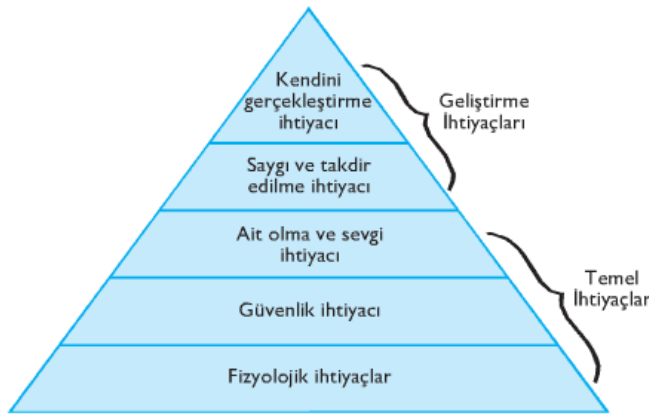 Kendini
gerçekleştirme
ihtiyacı
Geliştirme
İhtiyaçları
Saygı ve takdir
edilme ihtiyacı
Ait olma ve sevgi
ihtiyacı
Temel
İhtiyaçlar
Güvenlik ihtiyacı
Fizyolojik ihtiyaçlar